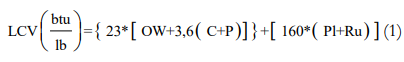 LCV(btu/lb)={ 23*[ OW+3,6( C+P)] }+[ 160*( Pl+Ru) ] (1)